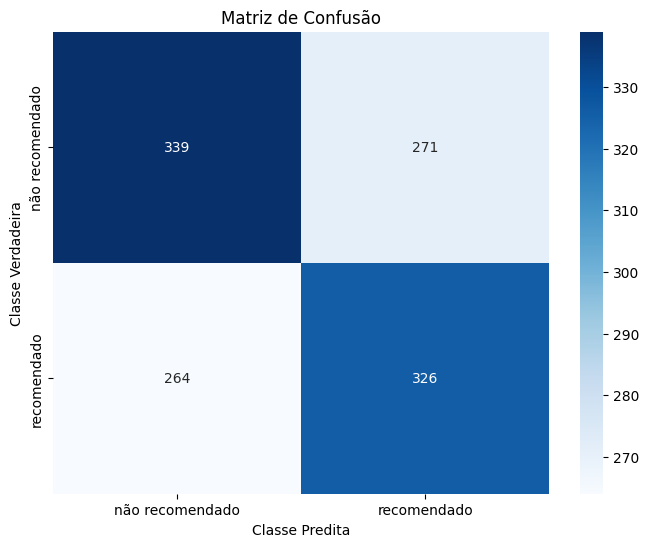 Matriz de Confusão
Classe Verdadeira
não recomendado
339
271
recomendado
264
326
não recomendado
recomendado
Classe Predita
330
320
310
300
290
280
270